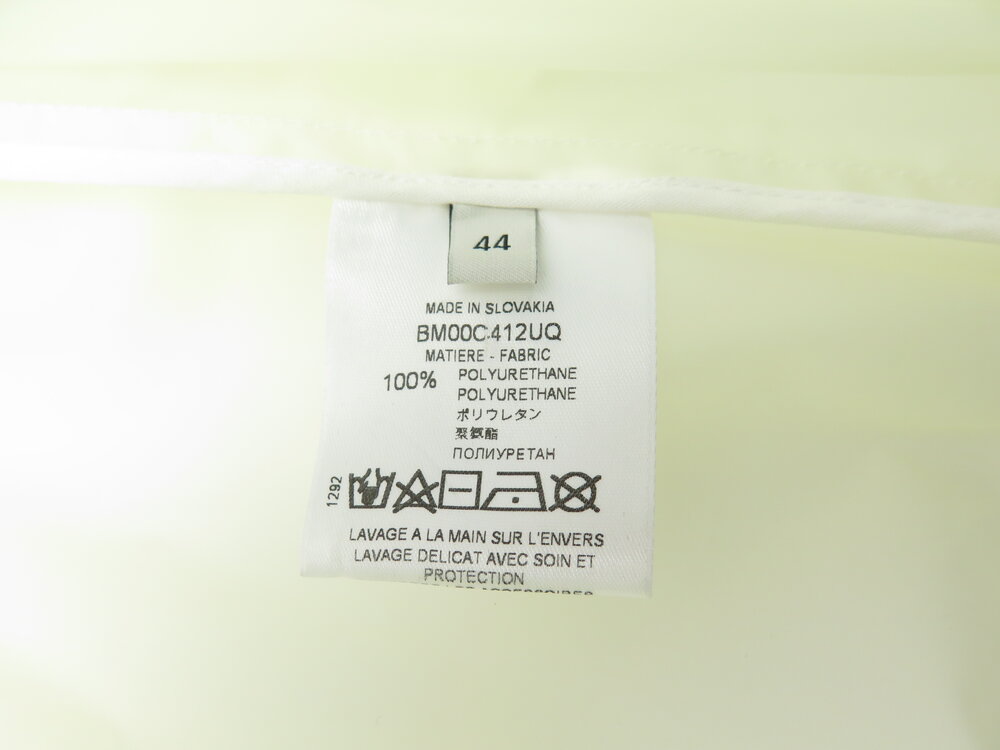 44
MADE IN SLOVAKIA
BM00C412UQ
MATIERE - FABRIC
100% POLYURETHANE
POLYURETHANE
ポリウレタン
聚氨酯
ПОЛИУРЕТАН
1292
LAVAGE A LA MAIN SUR L'ENVERS
LAVAGE DELICAT AVEC SOIN ET
PROTECTION